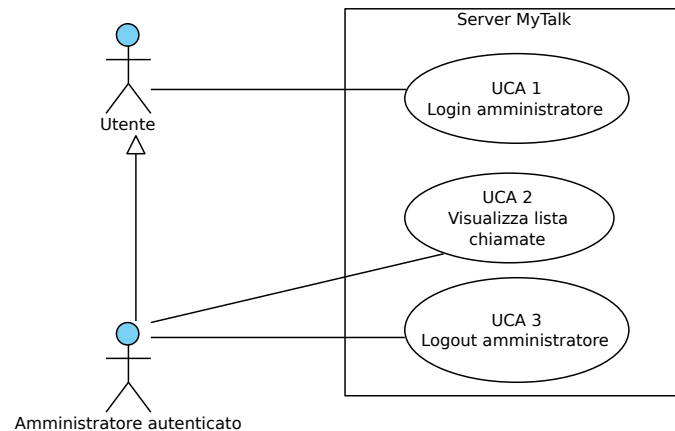 Server MyTalk
UCA 1
Login amministratore
Utente
UCA 2
Visualizza lista
chiamate
UCA 3
Logout amministratore
Amministratore autenticato